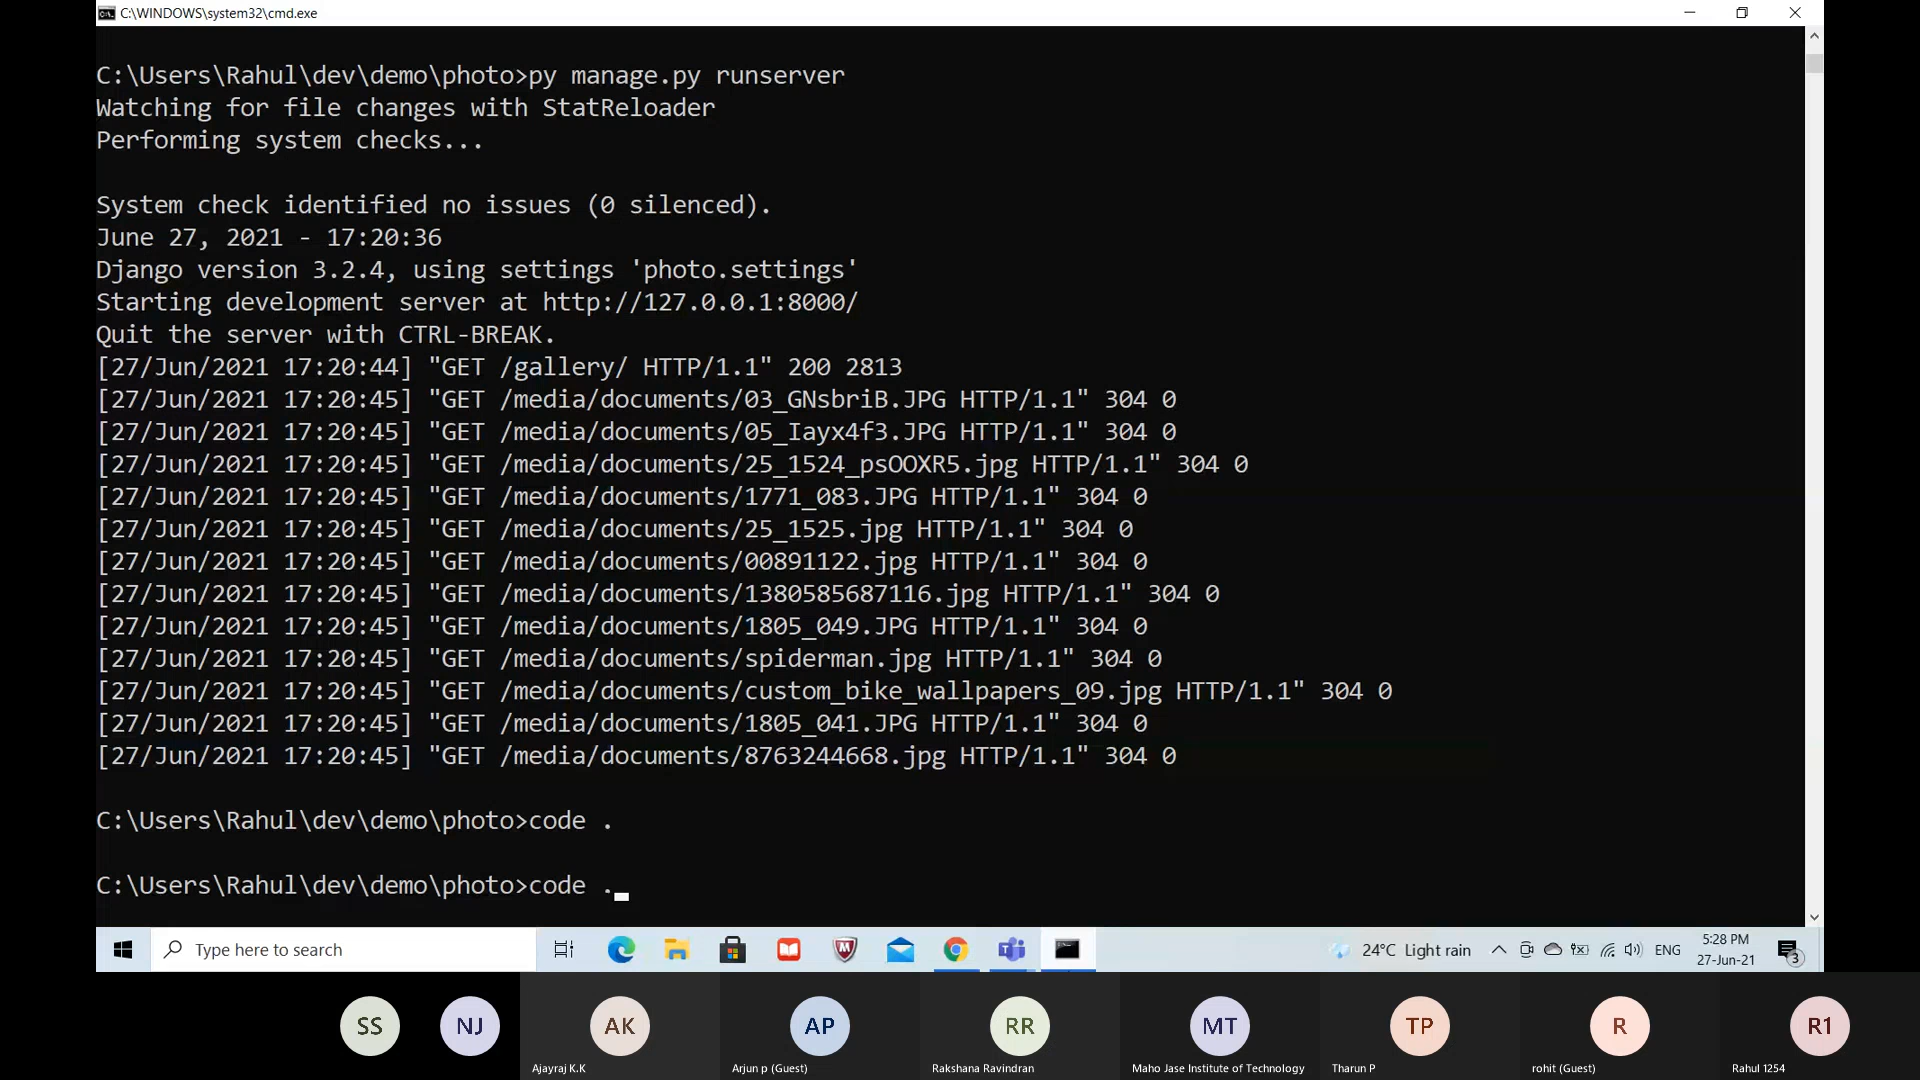 C:\WINDOWS\system32\cmd.exe
C:\Users\Rahul\dev\demo\photo>py manage.py runserver
Watching for file changes with StatReloader
Performing system checks...
System check identified no issues (0 silenced).
June 27, 2021 - 17:20:36
Django version 3.2.4, using settings 'photo.settings'
Starting development server at http://127.0.0.1:8000/
Quit the server with CTRL-BREAK.
[27/Jun/2021 17:20:44] "GET /gallery/ HTTP/1.1" 200 2813
[27/Jun/2021 17:20:45] "GET /media/documents/03_GNsbriB.JPG HTTP/1.1" 304 0
[27/Jun/2021 17:20:45] "GET /media/documents/05_Iayx4f3.JPG HTTP/1.1" 304 0
[27/Jun/2021 17:20:45] "GET /media/documents/25_1524_psOOXR5.jpg HTTP/1.1" 304 0
[27/Jun/2021 17:20:45] "GET /media/documents/1771_083.JPG HTTP/1.1" 304 0
[27/Jun/2021 17:20:45] "GET /media/documents/25_1525.jpg HTTP/1.1" 304 0
[27/Jun/2021 17:20:45] "GET /media/documents/00891122.jpg HTTP/1.1" 304 0
[27/Jun/2021 17:20:45] "GET /media/documents/1380585687116.jpg HTTP/1.1" 304 0
[27/Jun/2021 17:20:45] "GET /media/documents/1805_049.JPG HTTP/1.1" 304 0
[27/Jun/2021 17:20:45] "GET /media/documents/spiderman.jpg HTTP/1.1" 304 0
[27/Jun/2021 17:20:45] "GET /media/documents/custom_bike_wallpapers_09.jpg HTTP/1.1" 304 0
[27/Jun/2021 17:20:45] "GET /media/documents/1805_041.JPG HTTP/1.1" 304 0
[27/Jun/2021 17:20:45] "GET /media/documents/8763244668.jpg HTTP/1.1" 304 0
C:\Users\Rahul\dev\demo\photo>code .
C:\Users\Rahul\dev\demo\photo>code .
Type here to search
24°C Light rain
ENG
5:28 PM
27-Jun-21
3
SS NJ AK AP RR MT TP R R1
Ajayraj K.K
Arjun p (Guest)
Rakshana Ravindran
Maho Jase Institute of Technology
Tharun P
rohit (Guest)
Rahul 1254